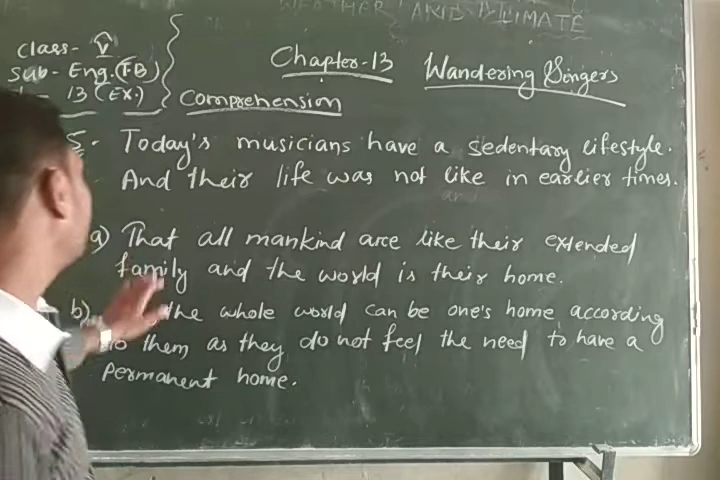 WEATHER AND CLIMATE
Class- V
Sub- Eng.(FB)
13 (EX.)
Chapter-13 Wandering Singers
Comprehension
5. Today's musicians have a sedentary lifestyle.
And their life was not like in earlier times.
and
a) That all mankind are like their extended
family and the world is their home.
b) the whole world can be one's home according
to them as they do not feel the need to have a
permanent home.